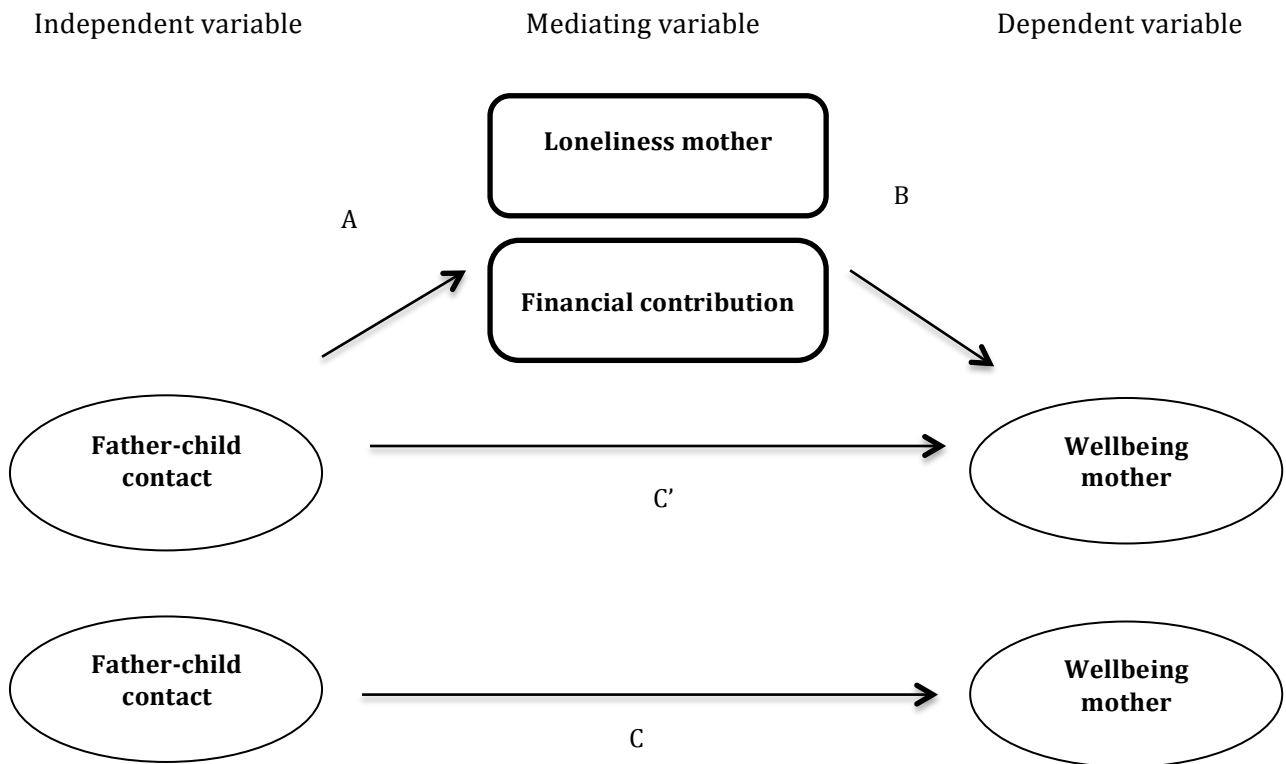 Independent variable
Mediating variable
Dependent variable
Loneliness mother
A
B
Financial contribution
Father-child
contact
C’
Wellbeing
mother
Father-child
contact
C
Wellbeing
mother